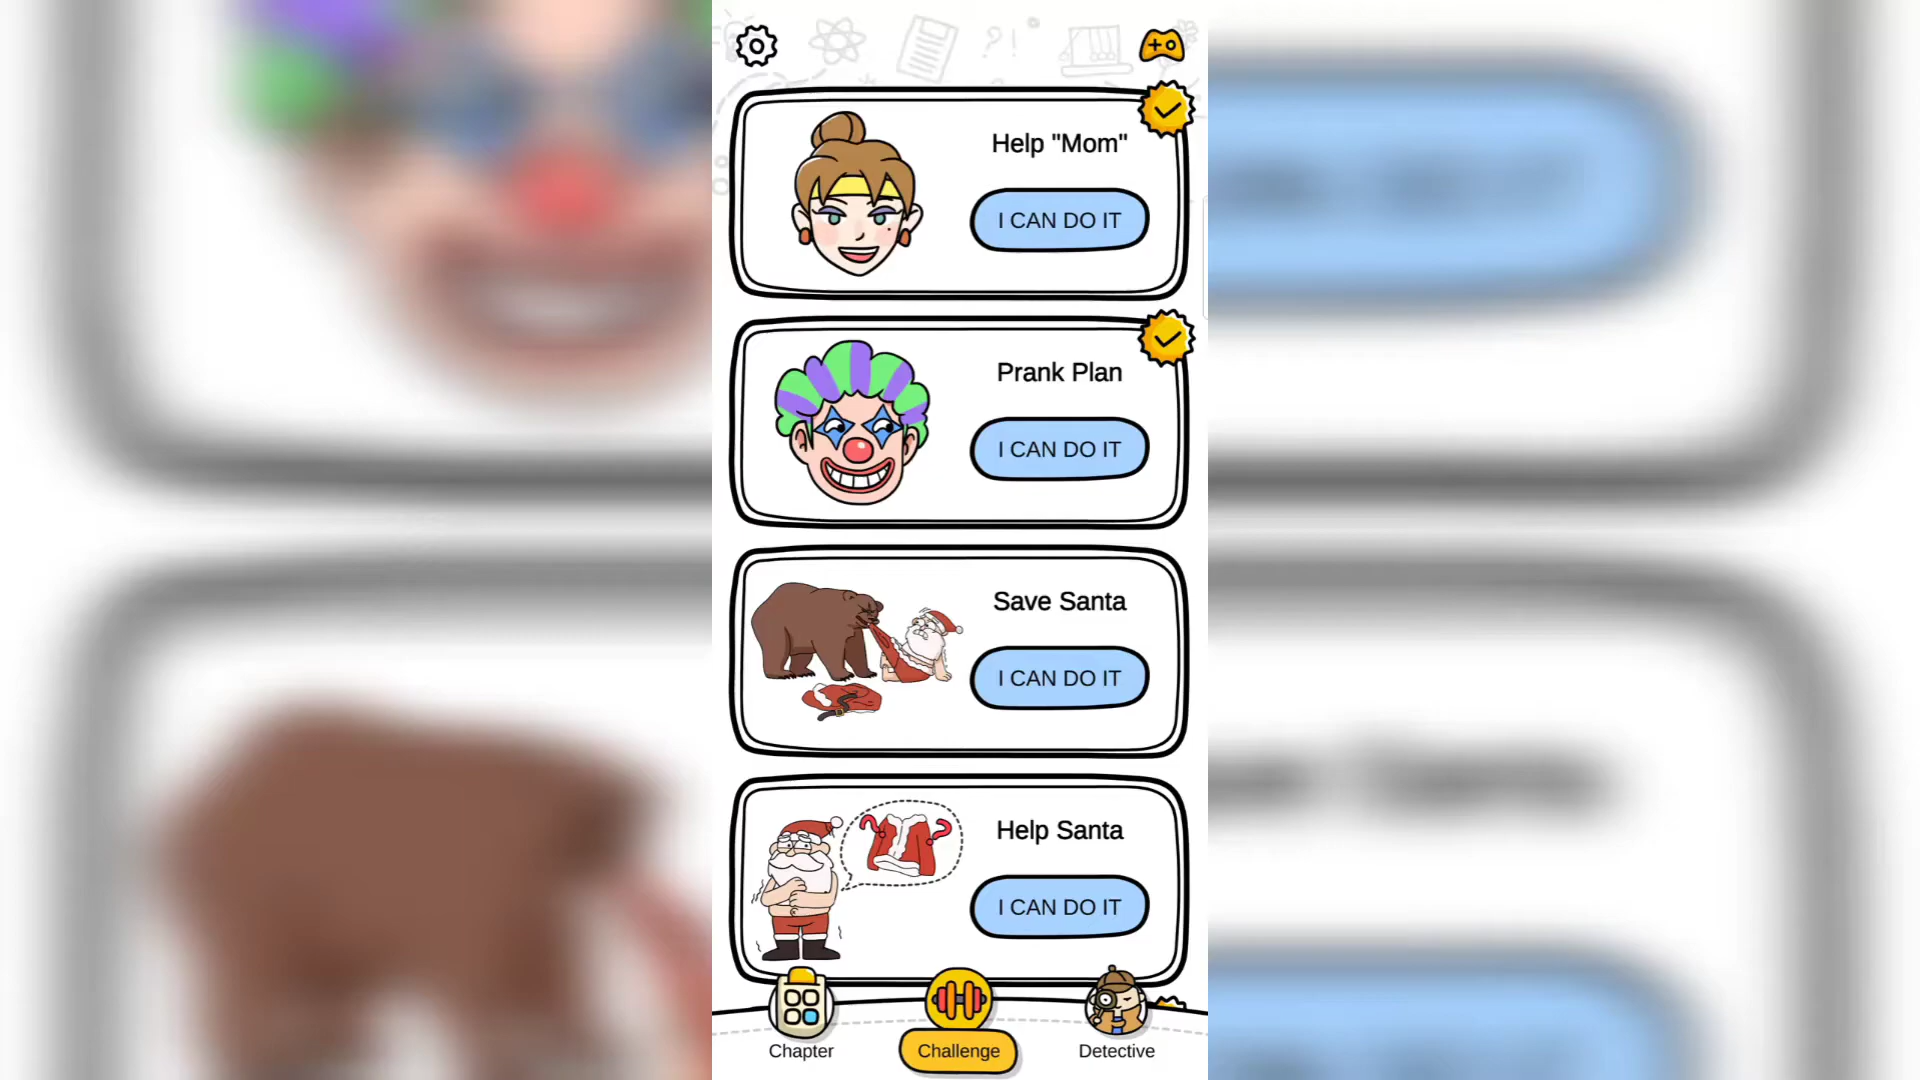 Help "Mom"
I CAN DO IT
Prank Plan
I CAN DO IT
Save Santa
I CAN DO IT
Help Santa
I CAN DO IT
Chapter
Challenge
Detective